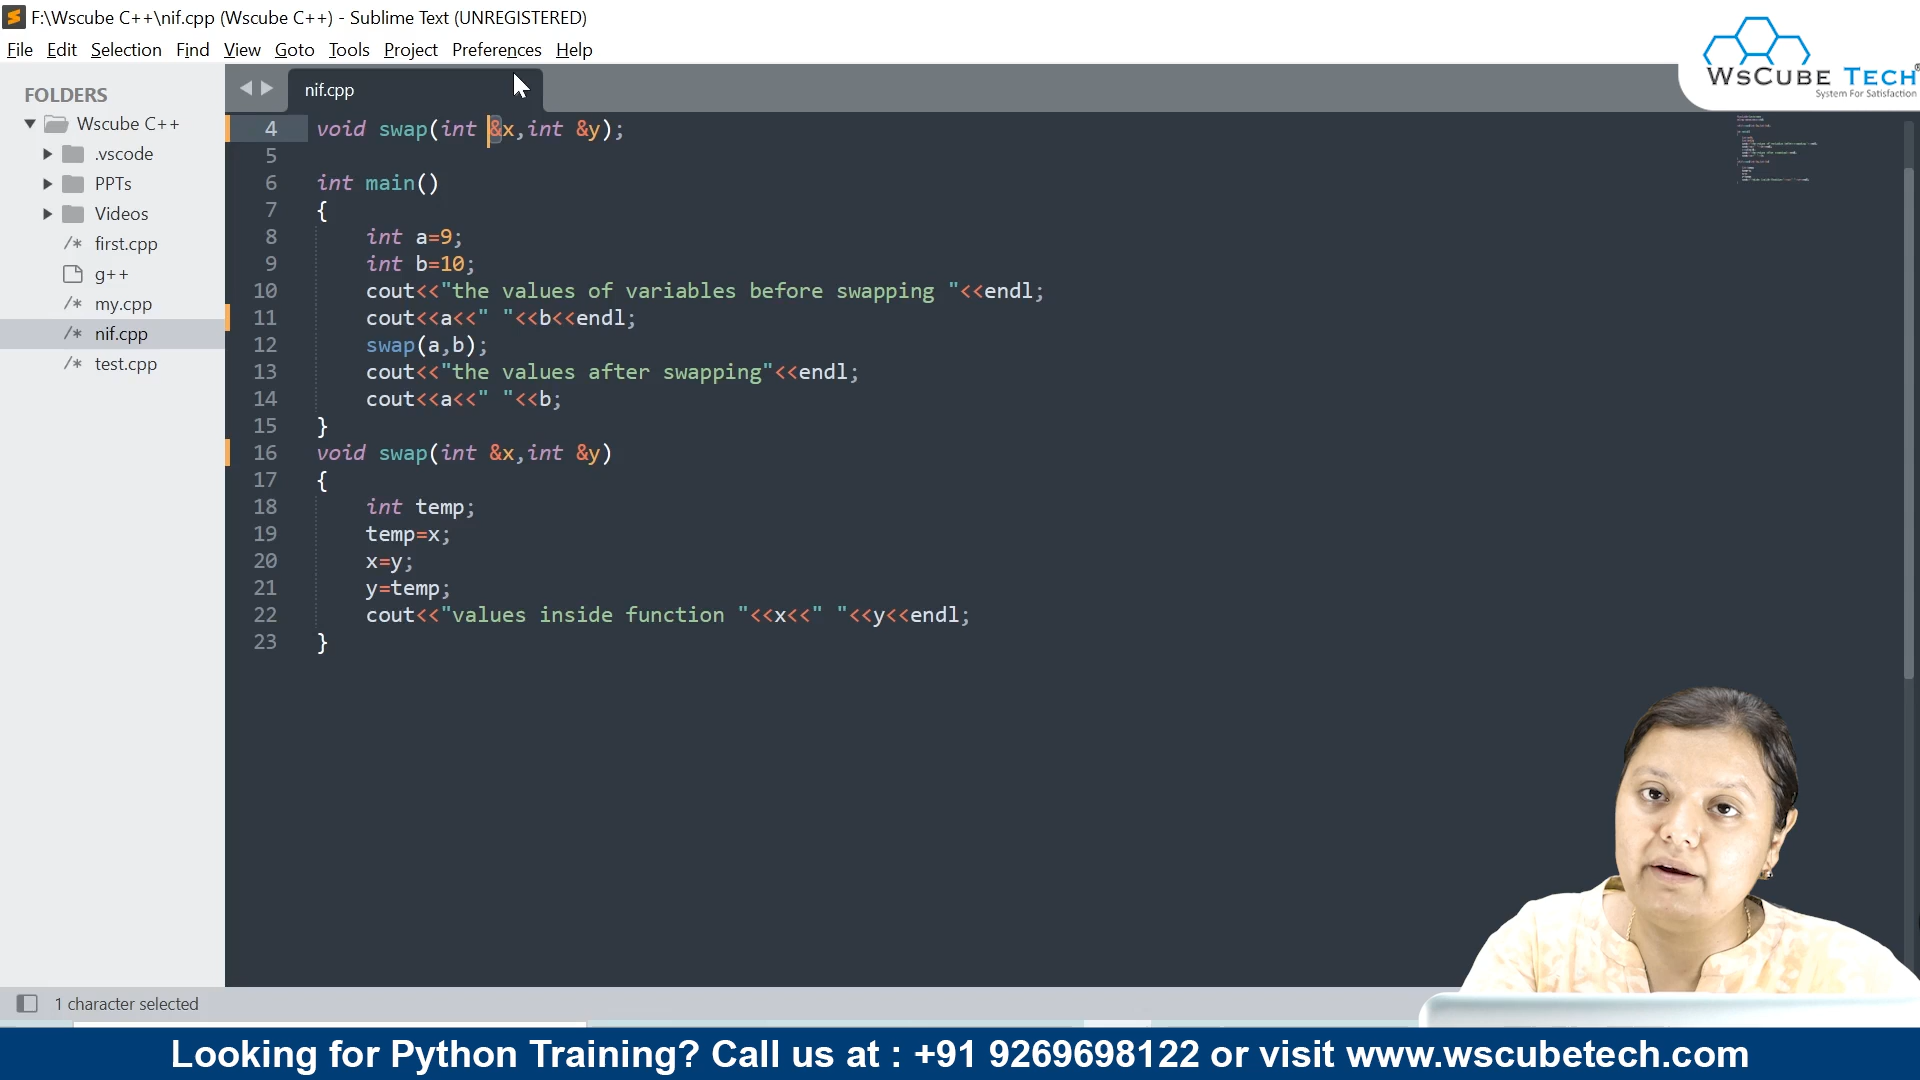 F:\Wscube C++\nif.cpp (Wscube C++) - Sublime Text (UNREGISTERED)
File Edit Selection Find View Goto Tools Project Preferences Help
WsCube Tech®
System For Satisfaction
FOLDERS
Wscube C++
.vscode
PPTs
Videos
/* first.cpp
g++
/* my.cpp
/* nif.cpp
/* test.cpp
nif.cpp
4 void swap(int &x,int &y);
5
6 int main()
7 {
8 int a=9;
9 int b=10;
10 cout<<"the values of variables before swapping "<<endl;
11 cout<<a<<" "<<b<<endl;
12 swap(a,b);
13 cout<<"the values after swapping"<<endl;
14 cout<<a<<" "<<b;
15 }
16 void swap(int &x,int &y)
17 {
18 int temp;
19 temp=x;
20 x=y;
21 y=temp;
22 cout<<"values inside function "<<x<<" "<<y<<endl;
23 }
1 character selected
Looking for Python Training? Call us at : +91 9269698122 or visit www.wscubetech.com